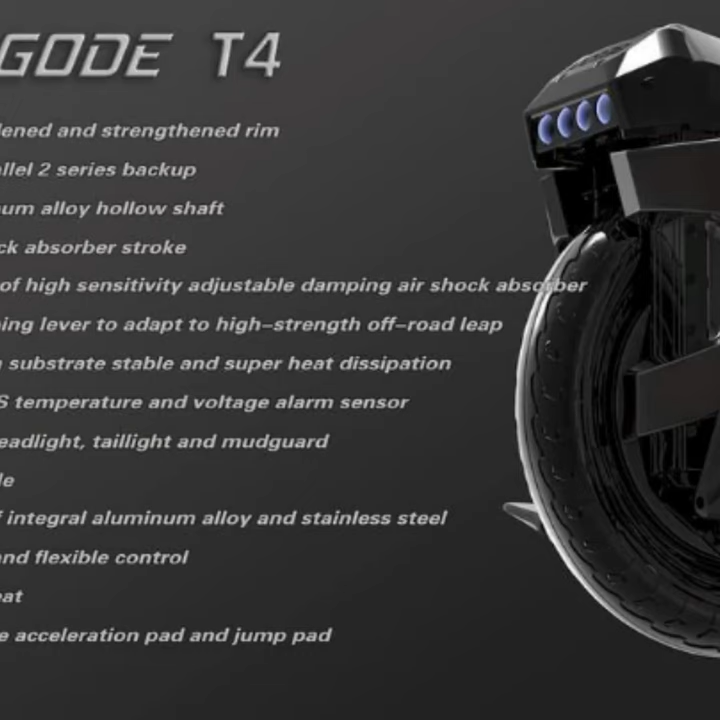 GODE T4
lened and strengthened rim
allel 2 series backup
num alloy hollow shaft
ck absorber stroke
of high sensitivity adjustable damping air shock absorber
ning lever to adapt to high-strength off-road leap
substrate stable and super heat dissipation
S temperature and voltage alarm sensor
eadlight, taillight and mudguard
le
f integral aluminum alloy and stainless steel
and flexible control
eat
e acceleration pad and jump pad